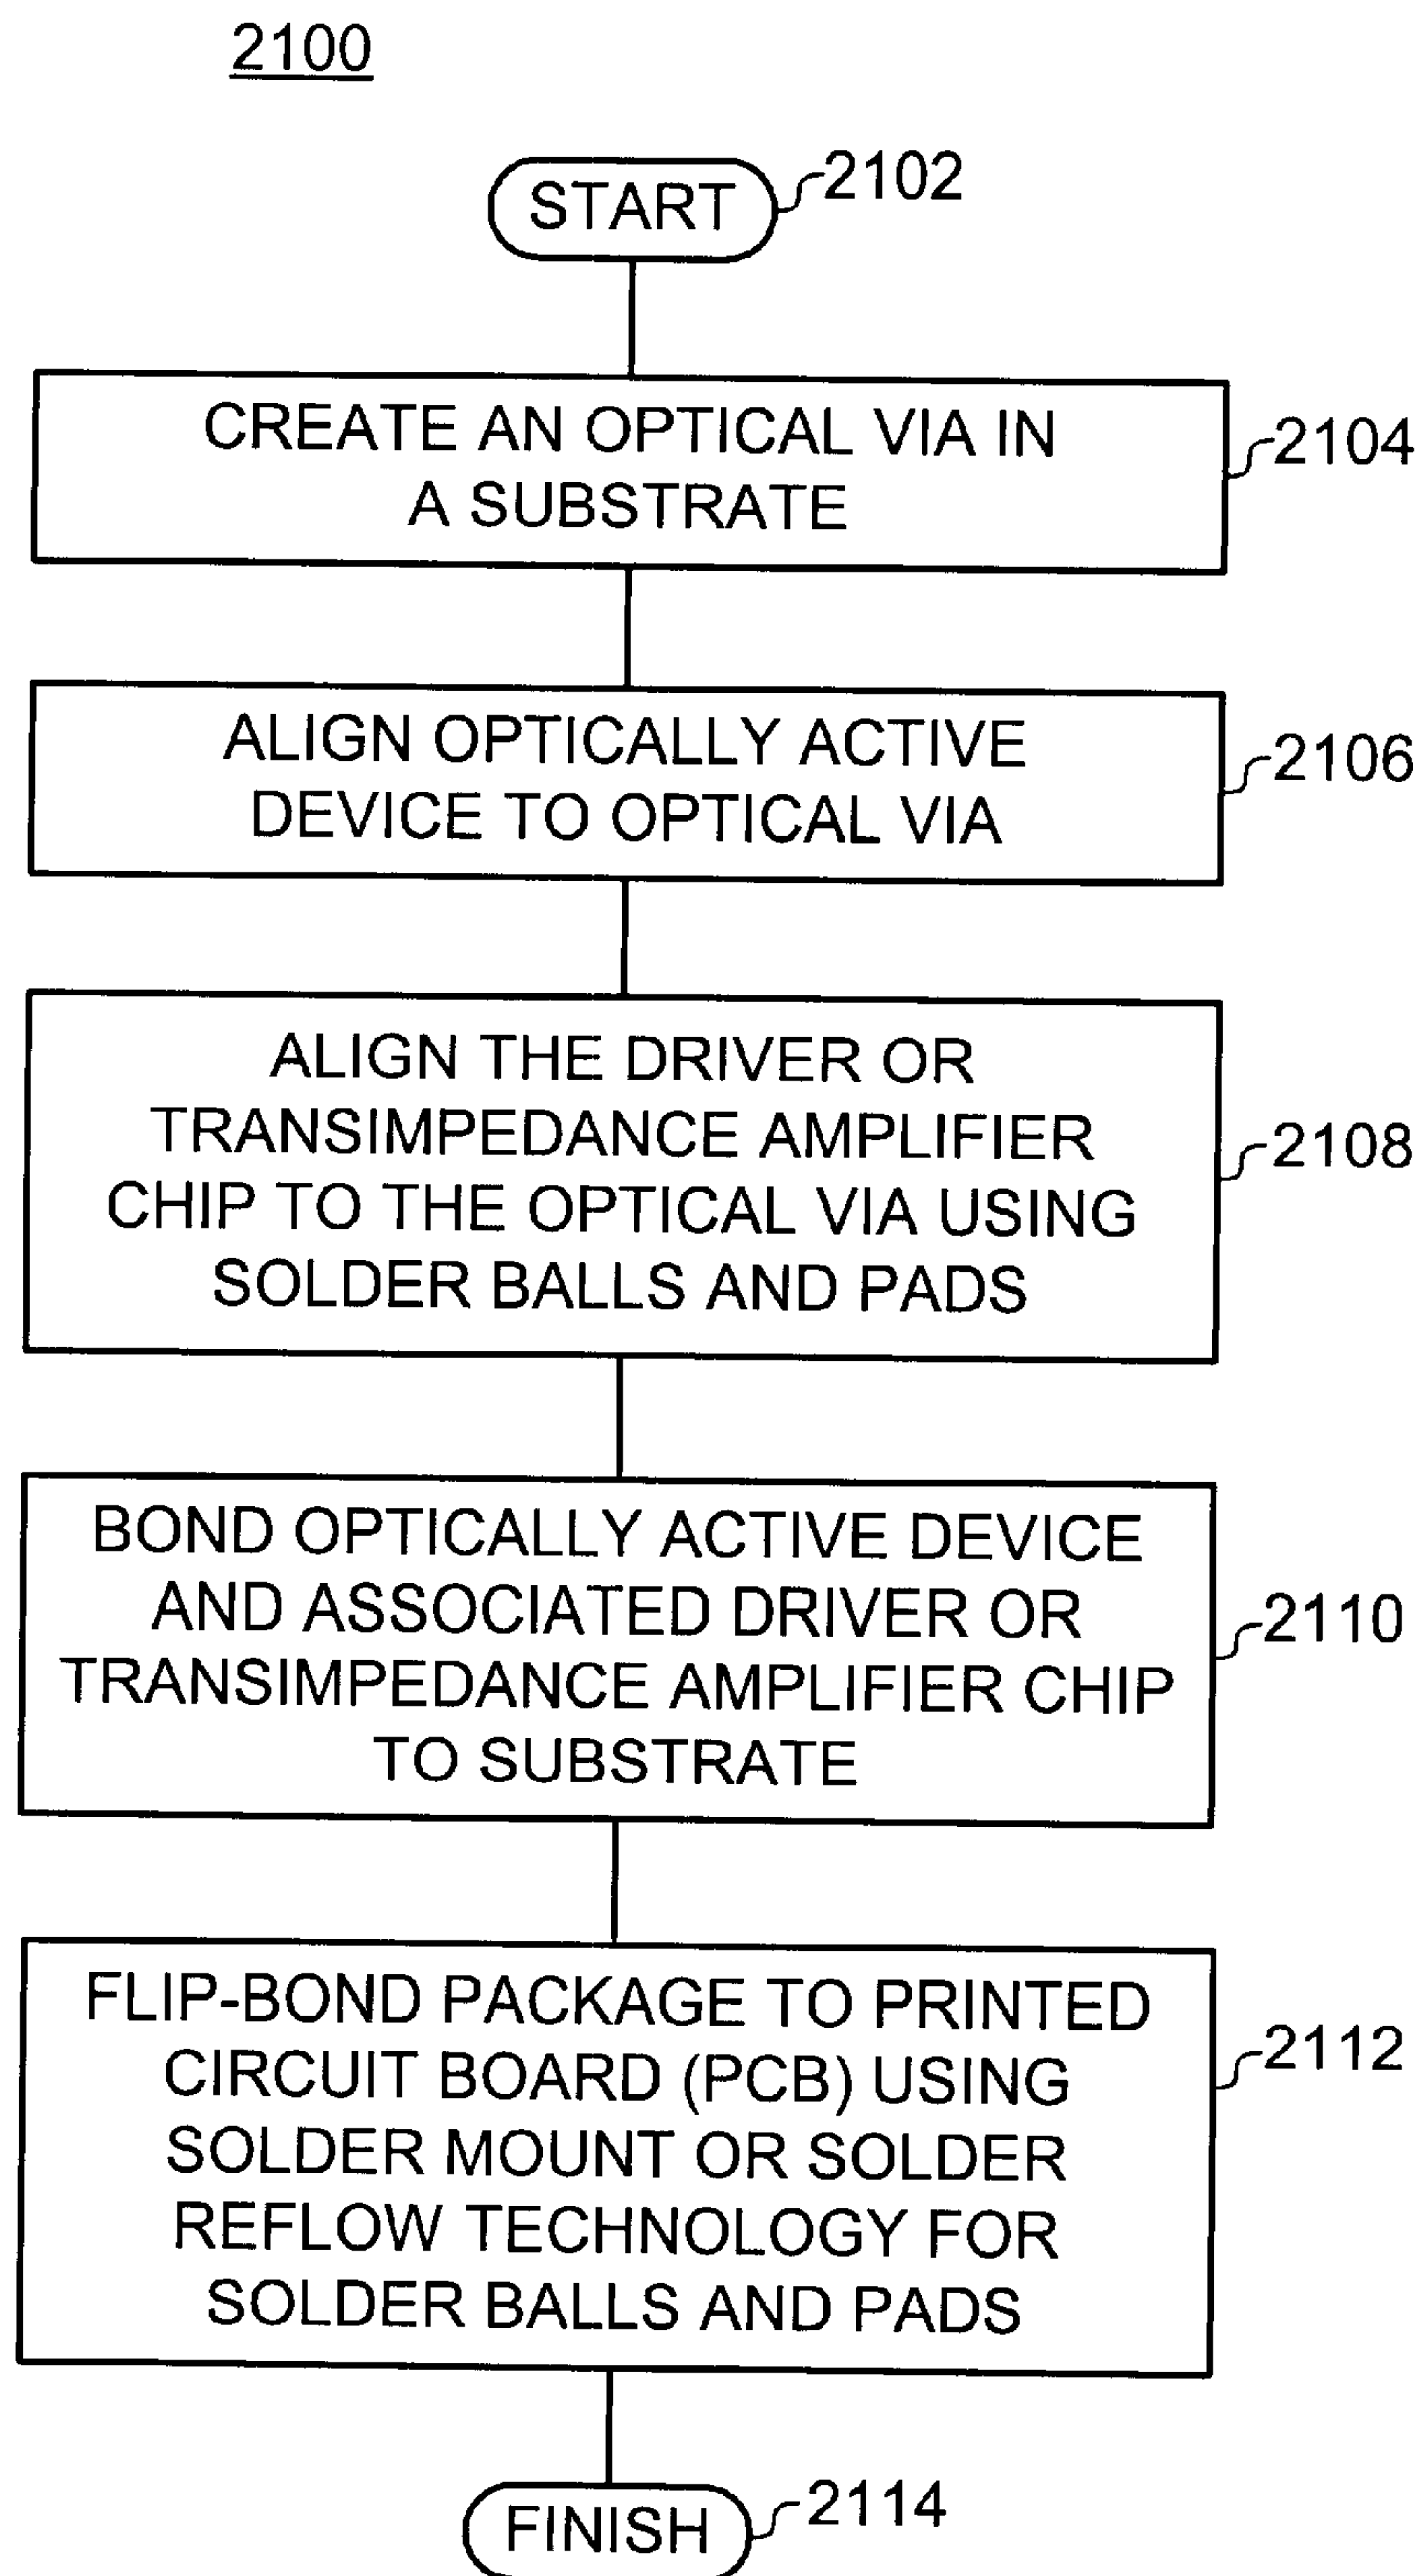 2100
START
2102
CREATE AN OPTICAL VIA IN
A SUBSTRATE
2104
ALIGN OPTICALLY ACTIVE
DEVICE TO OPTICAL VIA
2106
ALIGN THE DRIVER OR
TRANSIMPEDANCE AMPLIFIER
CHIP TO THE OPTICAL VIA USING
SOLDER BALLS AND PADS
2108
BOND OPTICALLY ACTIVE DEVICE
AND ASSOCIATED DRIVER OR
TRANSIMPEDANCE AMPLIFIER CHIP
TO SUBSTRATE
2110
FLIP-BOND PACKAGE TO PRINTED
CIRCUIT BOARD (PCB) USING
SOLDER MOUNT OR SOLDER
REFLOW TECHNOLOGY FOR
SOLDER BALLS AND PADS
2112
FINISH
2114